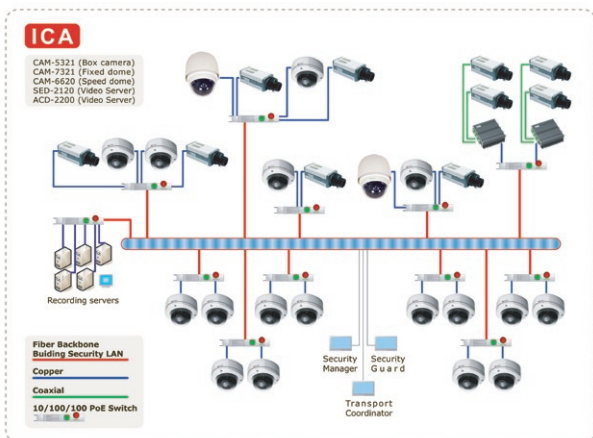 ICA
CAM-5321 (Box camera)
CAM-7321 (Fixed dome)
CAM-6620 (Speed dome)
SED-2120 (Video Server)
ACD-2200 (Video Server)
Recording servers
Security
Manager
Security
Guard
Transport
Coordinator
Fiber Backbone
Buiding Security LAN
Copper
Coaxial
10/100/100 PoE Switch